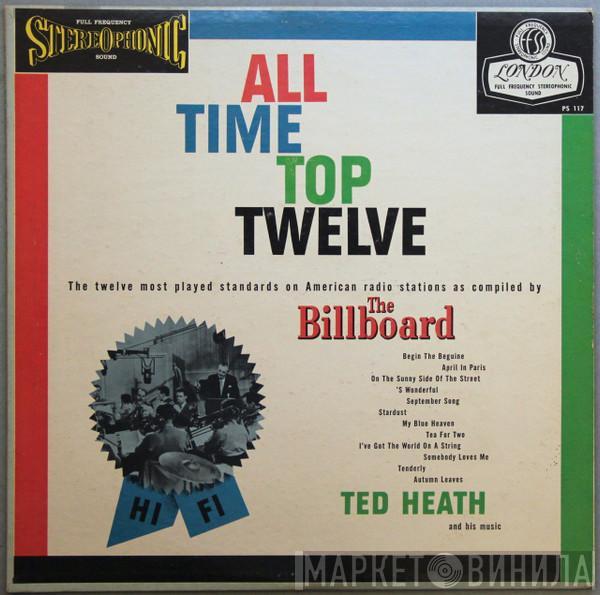 FULL FREQUENCY
STEREOPHONIC
SOUND
FULL FREQUENCY STEREOPHONIC
ffss
LONDON
FULL FREQUENCY STEREOPHONIC
SOUND
PS 117
ALL
TIME
TOP
TWELVE
The twelve most played standards on American radio stations as compiled by
The
Billboard
Begin The Beguine
April In Paris
On The Sunny Side Of The Street
'S Wonderful
September Song
Stardust
My Blue Heaven
Tea For Two
I've Got The World On A String
Somebody Loves Me
Tenderly
Autumn Leaves
HI FI
TED HEATH
and his music
МАРКЕТ ВИНИЛА